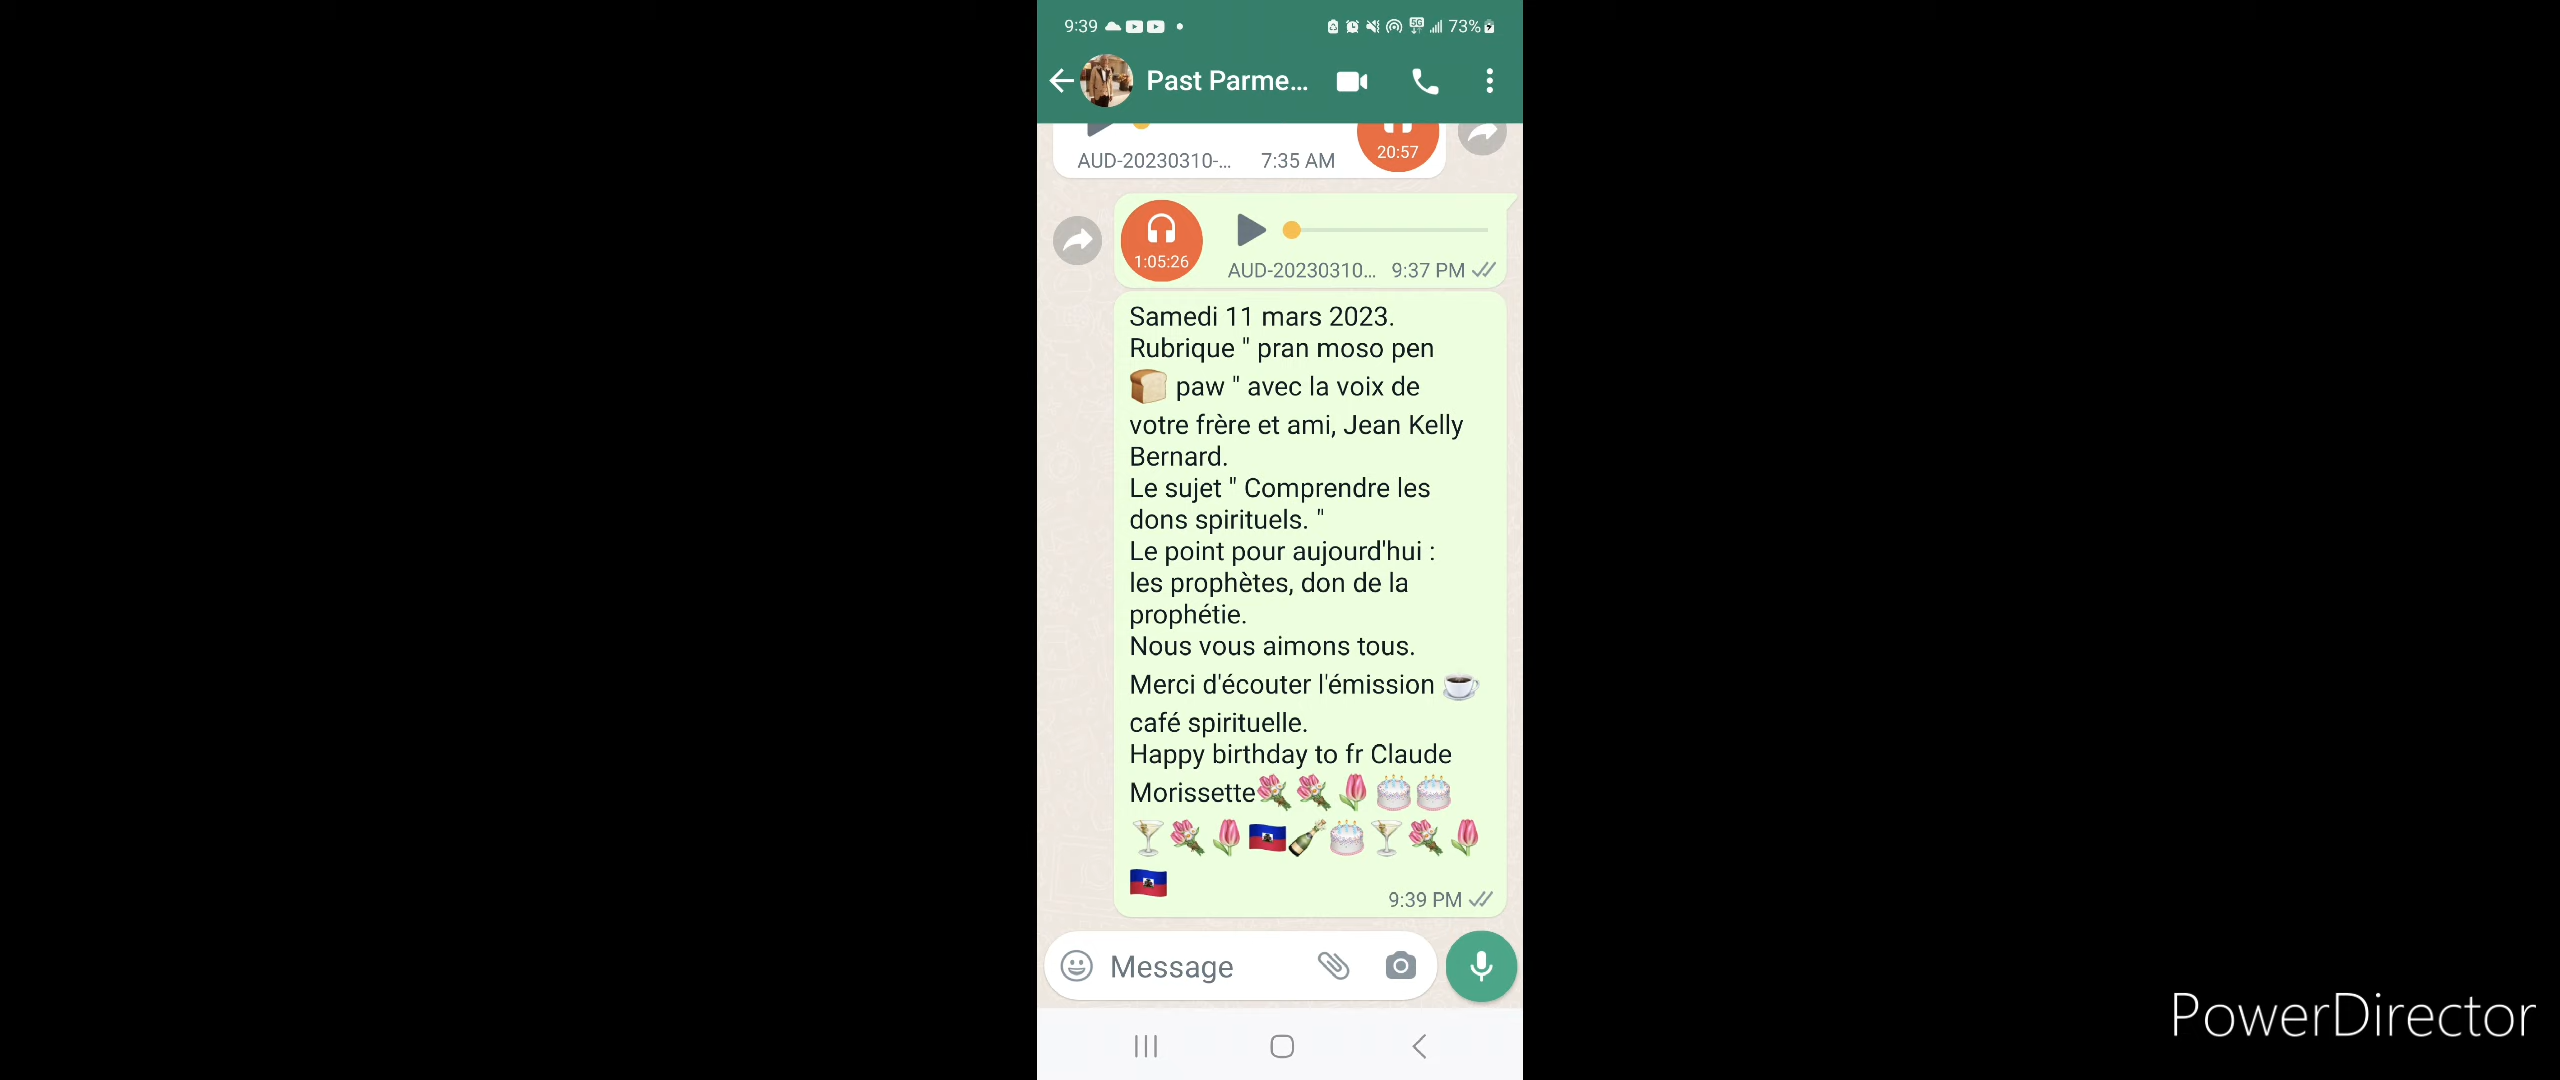 9:39
73%
Past Parme...
AUD-20230310-... 7:35 AM
20:57
1:05:26
AUD-20230310... 9:37 PM
Samedi 11 mars 2023.
Rubrique " pran moso pen
🍞 paw " avec la voix de
votre frère et ami, Jean Kelly
Bernard.
Le sujet " Comprendre les
dons spirituels. "
Le point pour aujourd'hui :
les prophètes, don de la
prophétie.
Nous vous aimons tous.
Merci d'écouter l'émission ☕
café spirituelle.
Happy birthday to fr Claude
Morissette💐💐🌷🎂🎂
🍸💐🌷🇭🇹🍾🎂🍸💐🌷
🇭🇹
9:39 PM
Message
PowerDirector